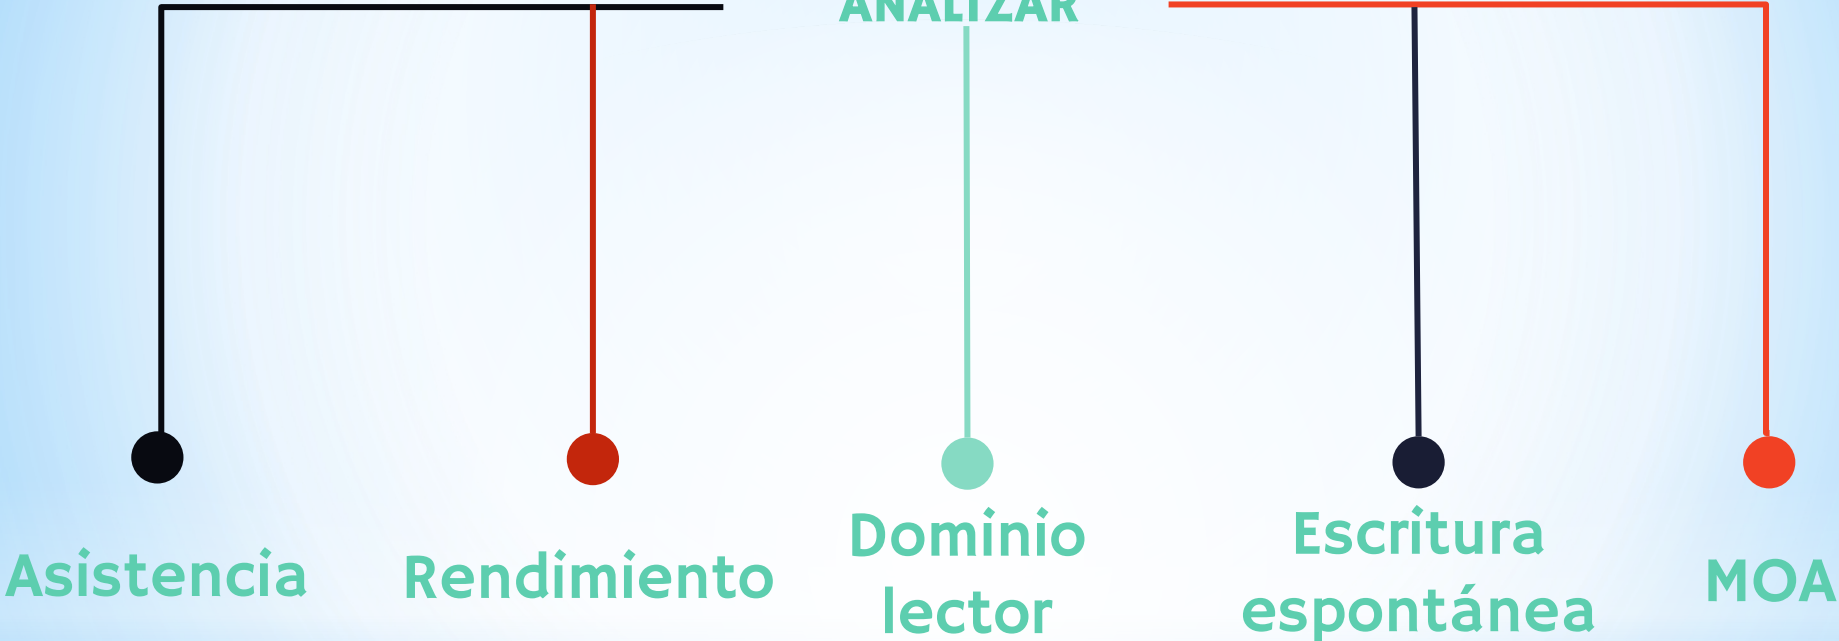 ANALIZAR
Asistencia
Rendimiento
Dominio
lector
Escritura
espontánea
MOA